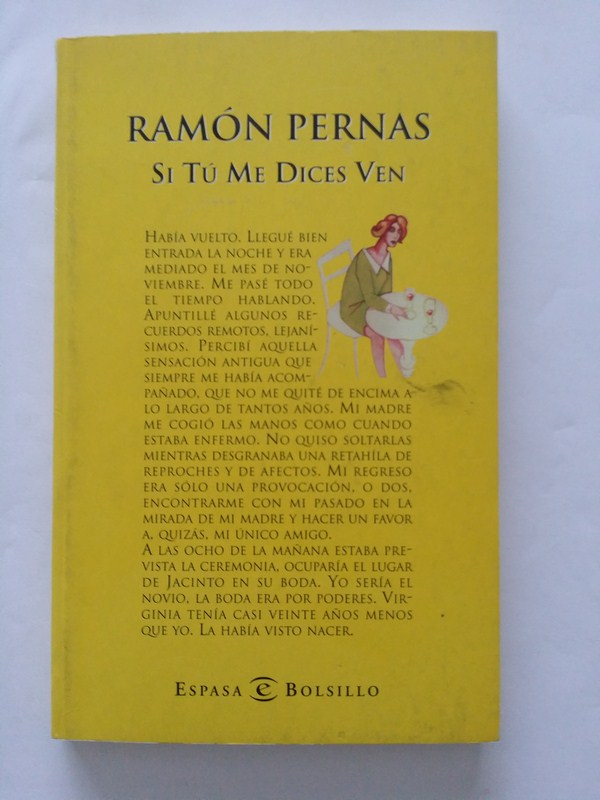 RAMÓN PERNAS
SI TÚ ME DICES VEN
HABÍA VUELTO. LLEGUÉ BIEN
ENTRADA LA NOCHE Y ERA
MEDIADO EL MES DE NO-
VIEMBRE. ME PASÉ TODO
EL TIEMPO HABLANDO.
APUNTILLÉ ALGUNOS RE-
CUERDOS REMOTOS, LEJANÍ-
SIMOS. PERCIBÍ AQUELLA
SENSACIÓN ANTIGUA QUE
SIEMPRE ME HABÍA ACOM-
PAÑADO, QUE NO ME QUITÉ DE ENCIMA A
LO LARGO DE TANTOS AÑOS. MI MADRE
ME COGIÓ LAS MANOS COMO CUANDO
ESTABA ENFERMO. NO QUISO SOLTARLAS
MIENTRAS DESGRANABA UNA RETAHÍLA DE
REPROCHES Y DE AFECTOS. MI REGRESO
ERA SÓLO UNA PROVOCACIÓN, O DOS,
ENCONTRARME CON MI PASADO EN LA
MIRADA DE MI MADRE Y HACER UN FAVOR
A, QUIZÁS, MI ÚNICO AMIGO.
A LAS OCHO DE LA MAÑANA ESTABA PRE-
VISTA LA CEREMONIA, OCUPARÍA EL LUGAR
DE JACINTO EN SU BODA. YO SERÍA EL
NOVIO, LA BODA ERA POR PODERES. VIR-
GINIA TENÍA CASI VEINTE AÑOS MENOS
QUE YO. LA HABÍA VISTO NACER.
ESPASA e BOLSILLO